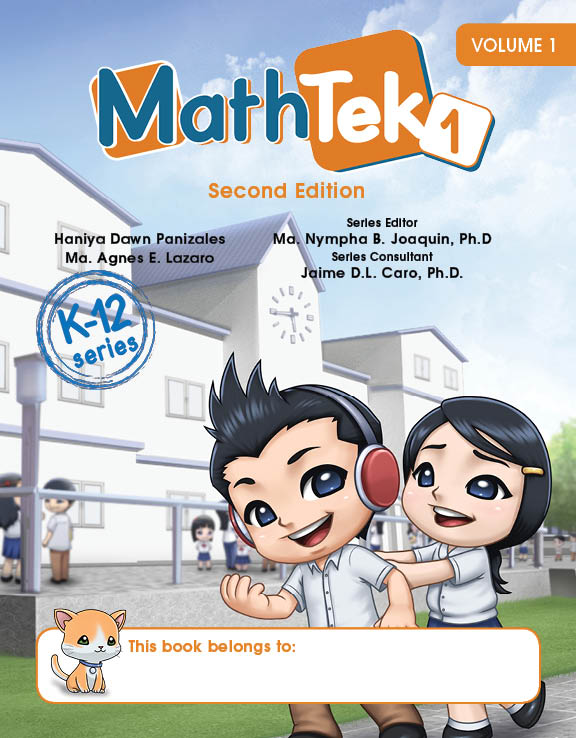 VOLUME 1
MathTek 1
Second Edition
Haniya Dawn Panizales
Ma. Agnes E. Lazaro
Series Editor
Ma. Nympha B. Joaquin, Ph.D
Series Consultant
Jaime D.L. Caro, Ph.D.
K-12
series
This book belongs to: